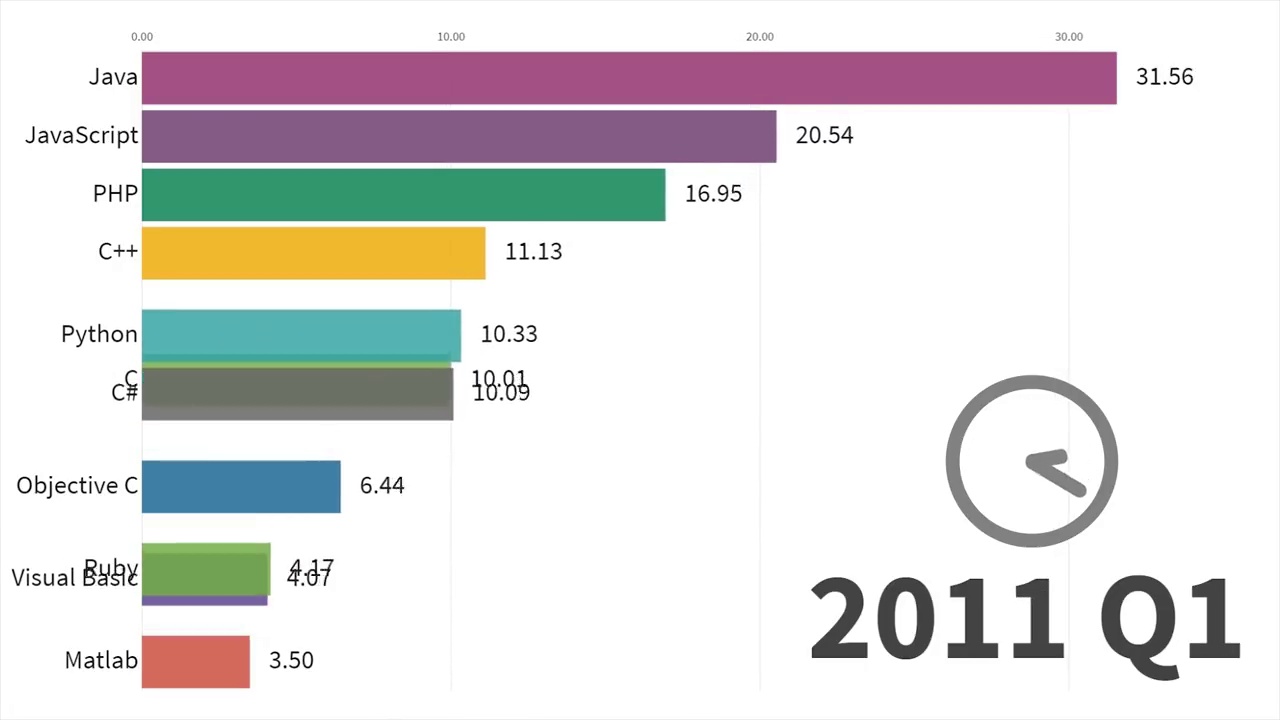 0.00 10.00 20.00 30.00
Java 31.56
JavaScript 20.54
PHP 16.95
C++ 11.13
Python 10.33
C 10.01
C# 10.09
Objective C 6.44
Ruby 4.17
Visual Basic 4.07
Matlab 3.50
2011 Q1